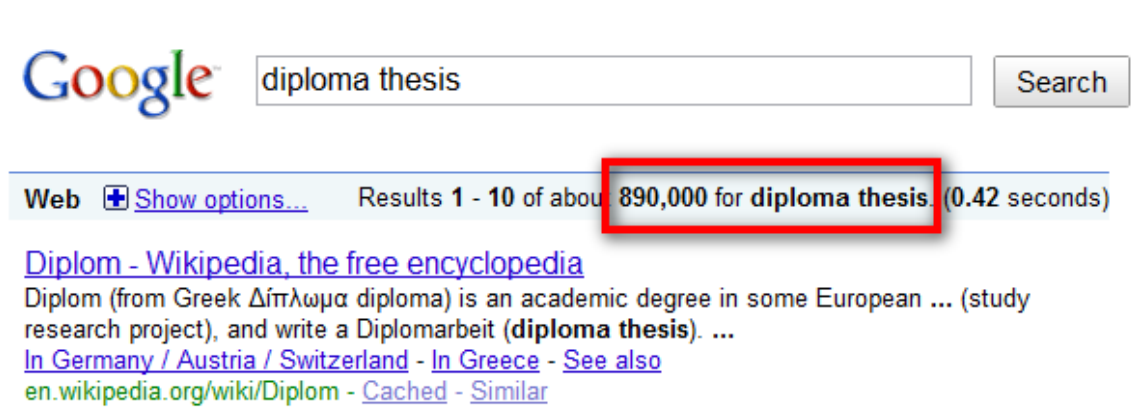 Google™ diploma thesis Search
Web Show options... Results 1 - 10 of about 890,000 for diploma thesis. (0.42 seconds)
Diplom - Wikipedia, the free encyclopedia
Diplom (from Greek Δίπλωμα diploma) is an academic degree in some European ... (study
research project), and write a Diplomarbeit (diploma thesis). ...
In Germany / Austria / Switzerland - In Greece - See also
en.wikipedia.org/wiki/Diplom - Cached - Similar